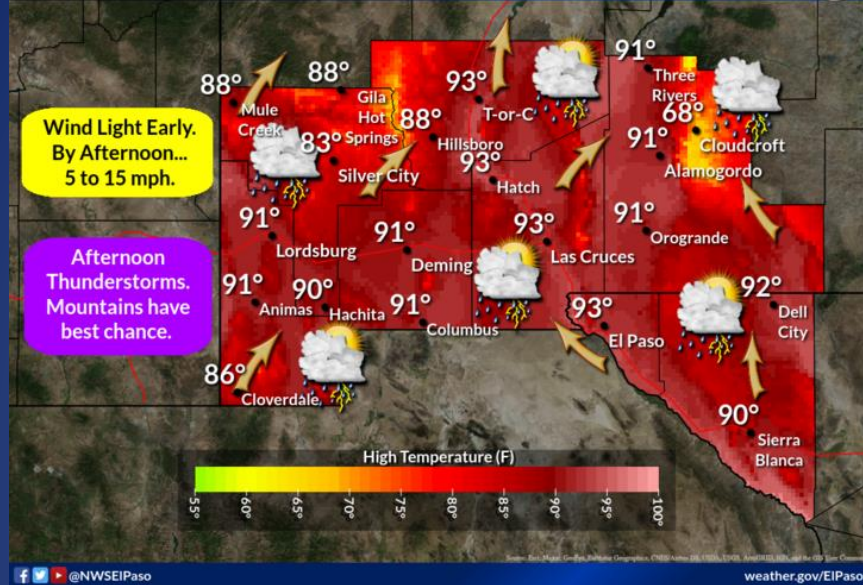 Wind Light Early.
By Afternoon...
5 to 15 mph.
Afternoon
Thunderstorms.
Mountains have
best chance.
88°
Mule
Creek
88°
Gila
Hot
Springs
83°
Silver City
88°
Hillsboro
93°
T-or-C
93°
Hatch
91°
Three
Rivers
68°
Cloudcroft
91°
Alamogordo
91°
Lordsburg
91°
Deming
93°
Las Cruces
91°
Orogrande
91°
Animas
90°
Hachita
91°
Columbus
93°
El Paso
92°
Dell
City
86°
Cloverdale
90°
Sierra
Blanca
High Temperature (F)
55° 60° 65° 70° 75° 80° 85° 90° 95° 100°
@NWSElPaso
weather.gov/ElPaso